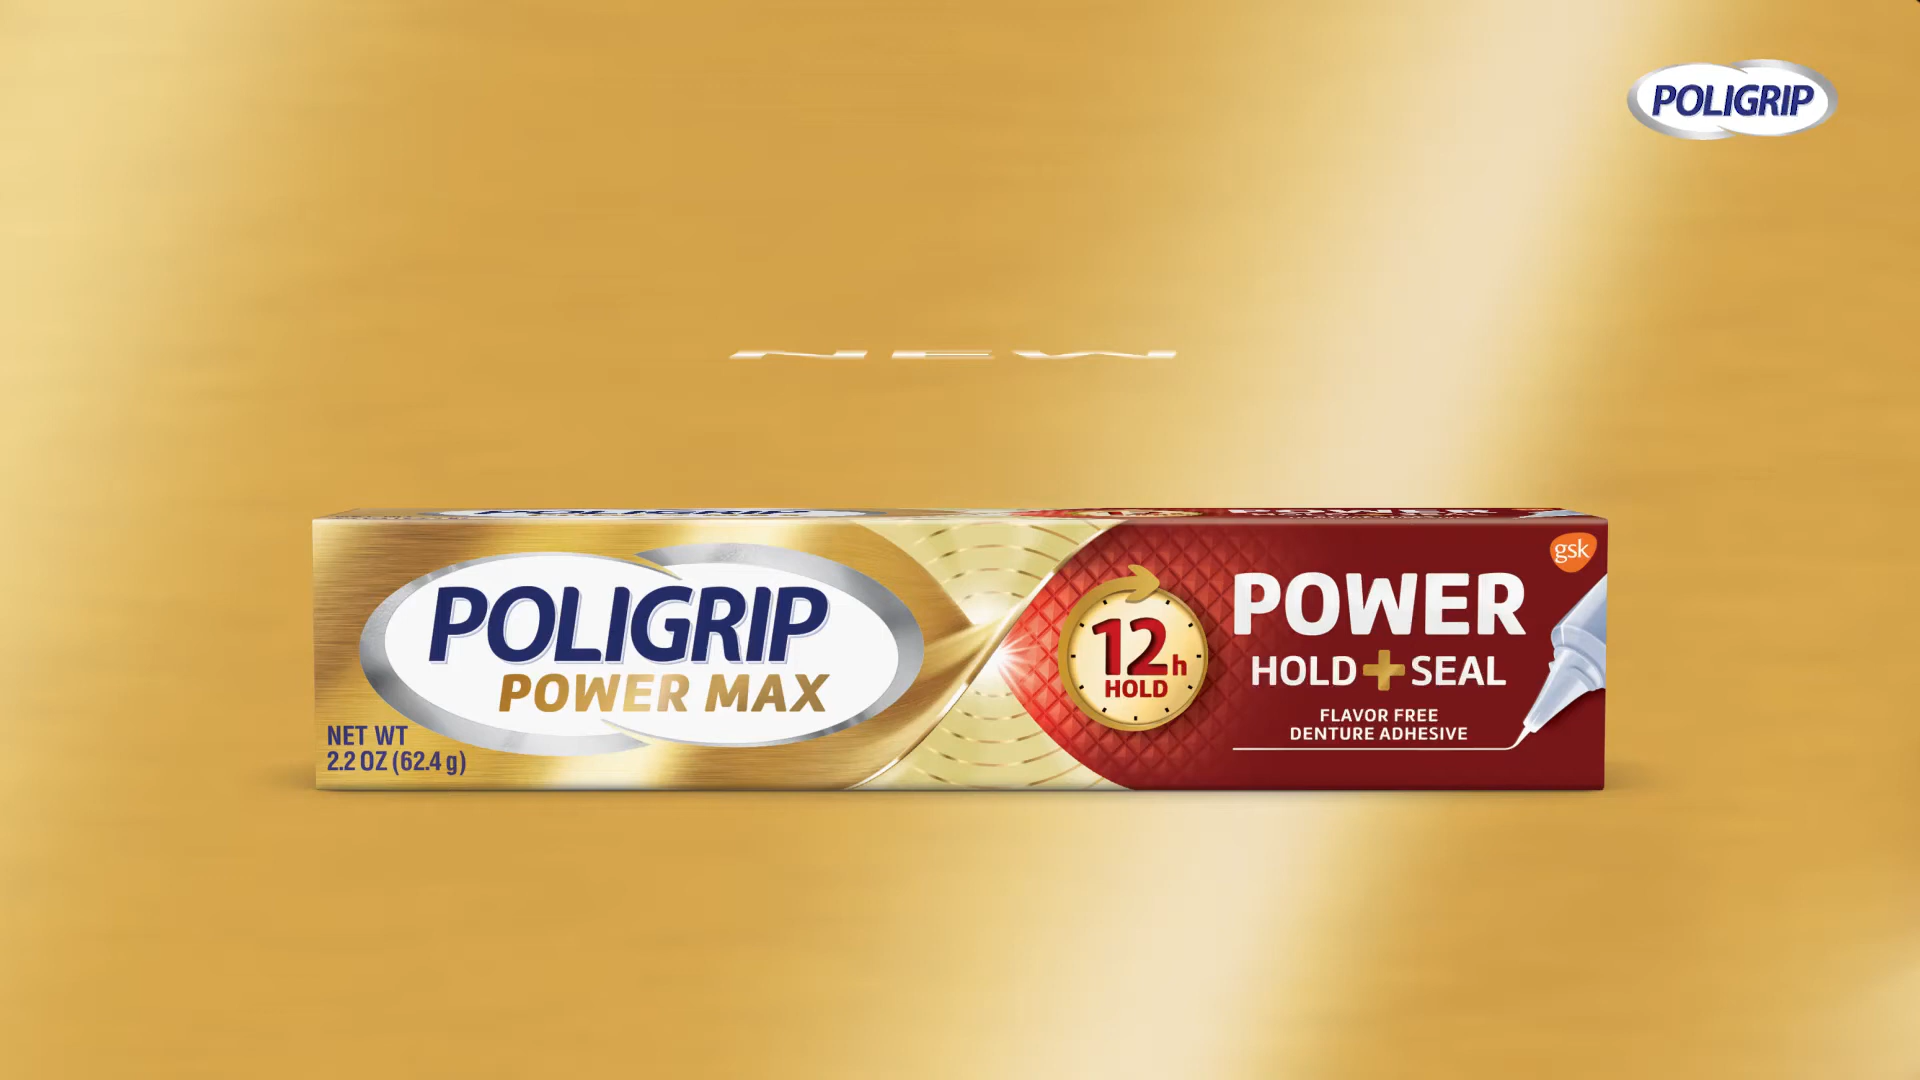 POLIGRIP
NEW
POLIGRIP
POWER MAX
NET WT
2.2 OZ (62.4 g)
12h
HOLD
POWER
HOLD+SEAL
FLAVOR FREE
DENTURE ADHESIVE
gsk